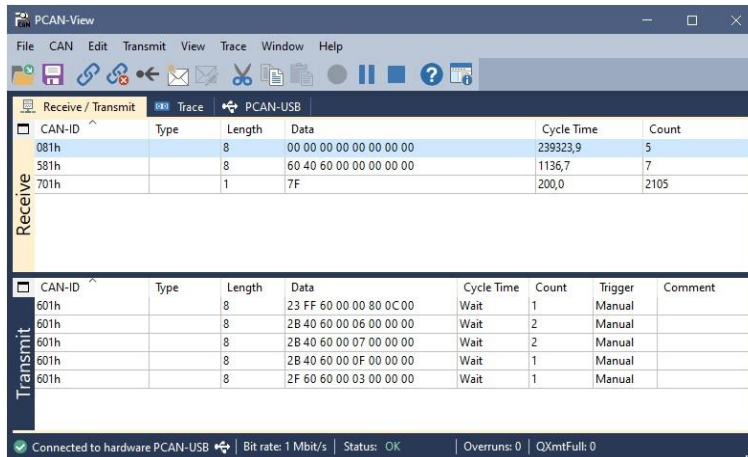 PCAN-View
File CAN Edit Transmit View Trace Window Help
Receive / Transmit Trace PCAN-USB
CAN-ID Type Length Data Cycle Time Count
081h 8 00 00 00 00 00 00 00 00 239323,9 5
581h 8 60 40 60 00 00 00 00 00 1136,7 7
701h 1 7F 200,0 2105
Receive
CAN-ID Type Length Data Cycle Time Count Trigger Comment
601h 8 23 FF 60 00 00 80 0C 00 Wait 1 Manual
601h 8 2B 40 60 00 06 00 00 00 Wait 2 Manual
601h 8 2B 40 60 00 07 00 00 00 Wait 2 Manual
601h 8 2B 40 60 00 0F 00 00 00 Wait 1 Manual
601h 8 2F 60 60 00 03 00 00 00 Wait 1 Manual
Transmit
Connected to hardware PCAN-USB Bit rate: 1 Mbit/s Status: OK Overruns: 0 QXmtFull: 0